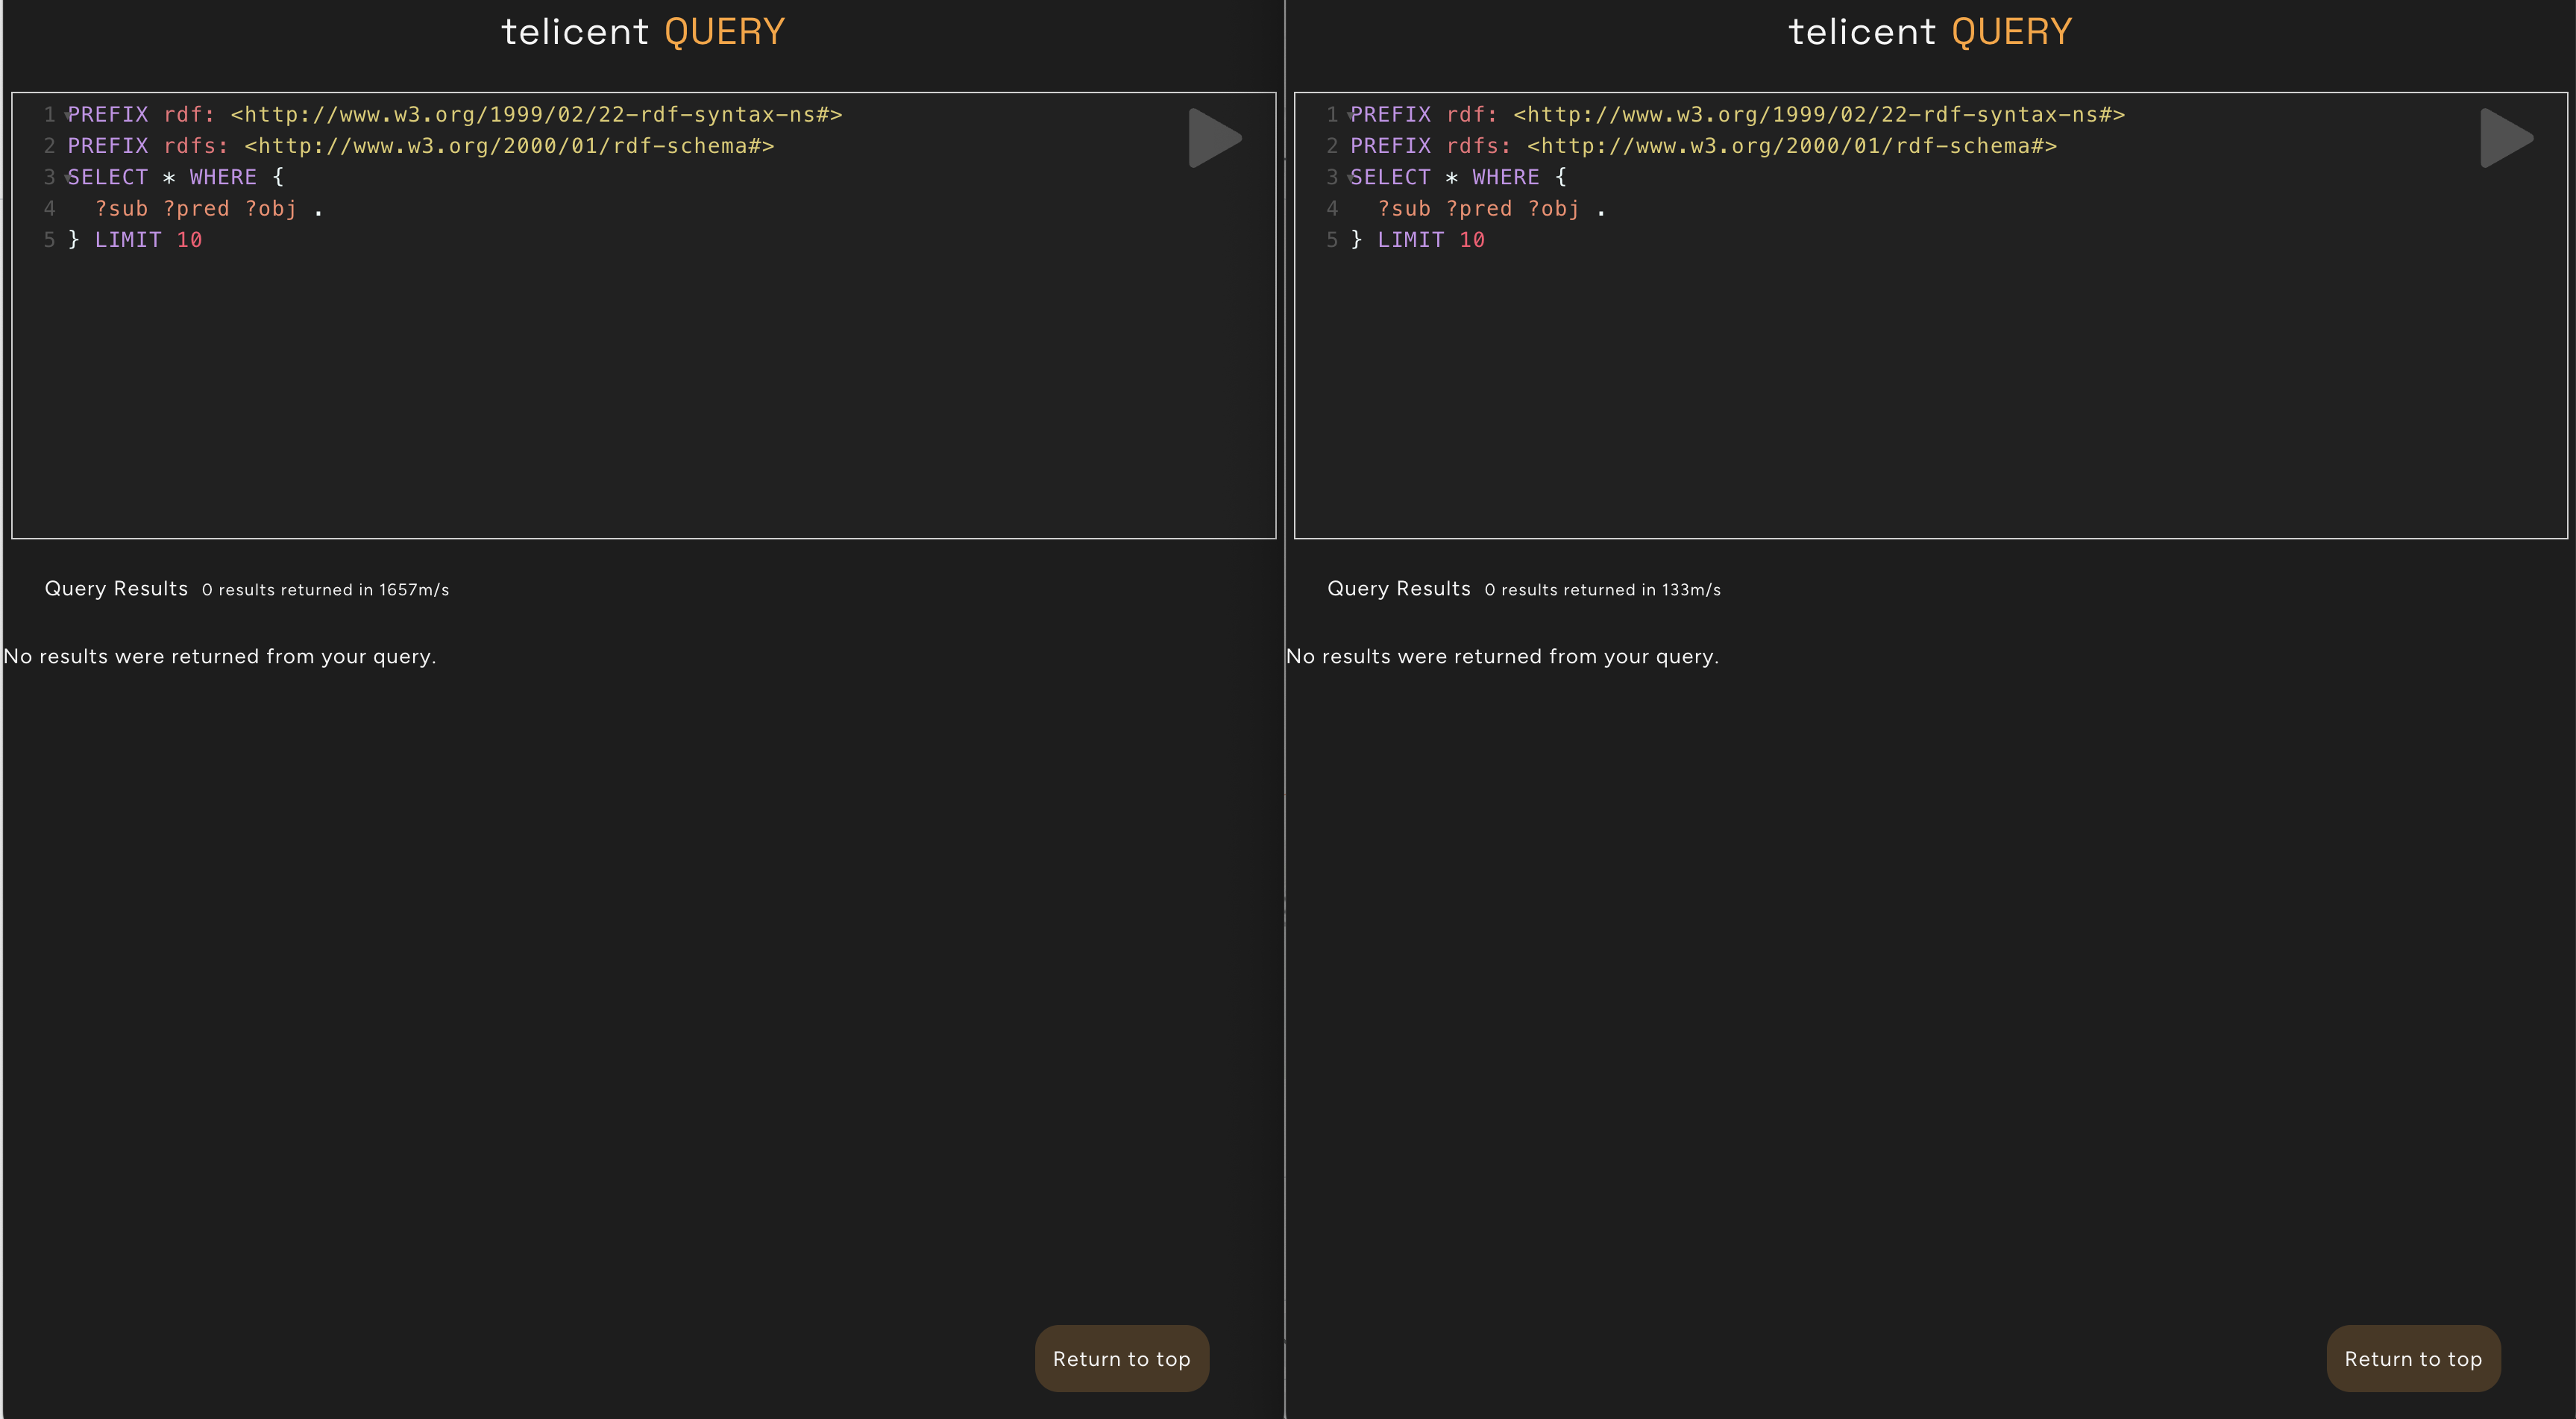 telicent QUERY
1 PREFIX rdf: <http://www.w3.org/1999/02/22-rdf-syntax-ns#>
2 PREFIX rdfs: <http://www.w3.org/2000/01/rdf-schema#>
3 SELECT * WHERE {
4   ?sub ?pred ?obj .
5 } LIMIT 10
Query Results 0 results returned in 1657m/s
No results were returned from your query.
Return to top
telicent QUERY
1 PREFIX rdf: <http://www.w3.org/1999/02/22-rdf-syntax-ns#>
2 PREFIX rdfs: <http://www.w3.org/2000/01/rdf-schema#>
3 SELECT * WHERE {
4   ?sub ?pred ?obj .
5 } LIMIT 10
Query Results 0 results returned in 133m/s
No results were returned from your query.
Return to top